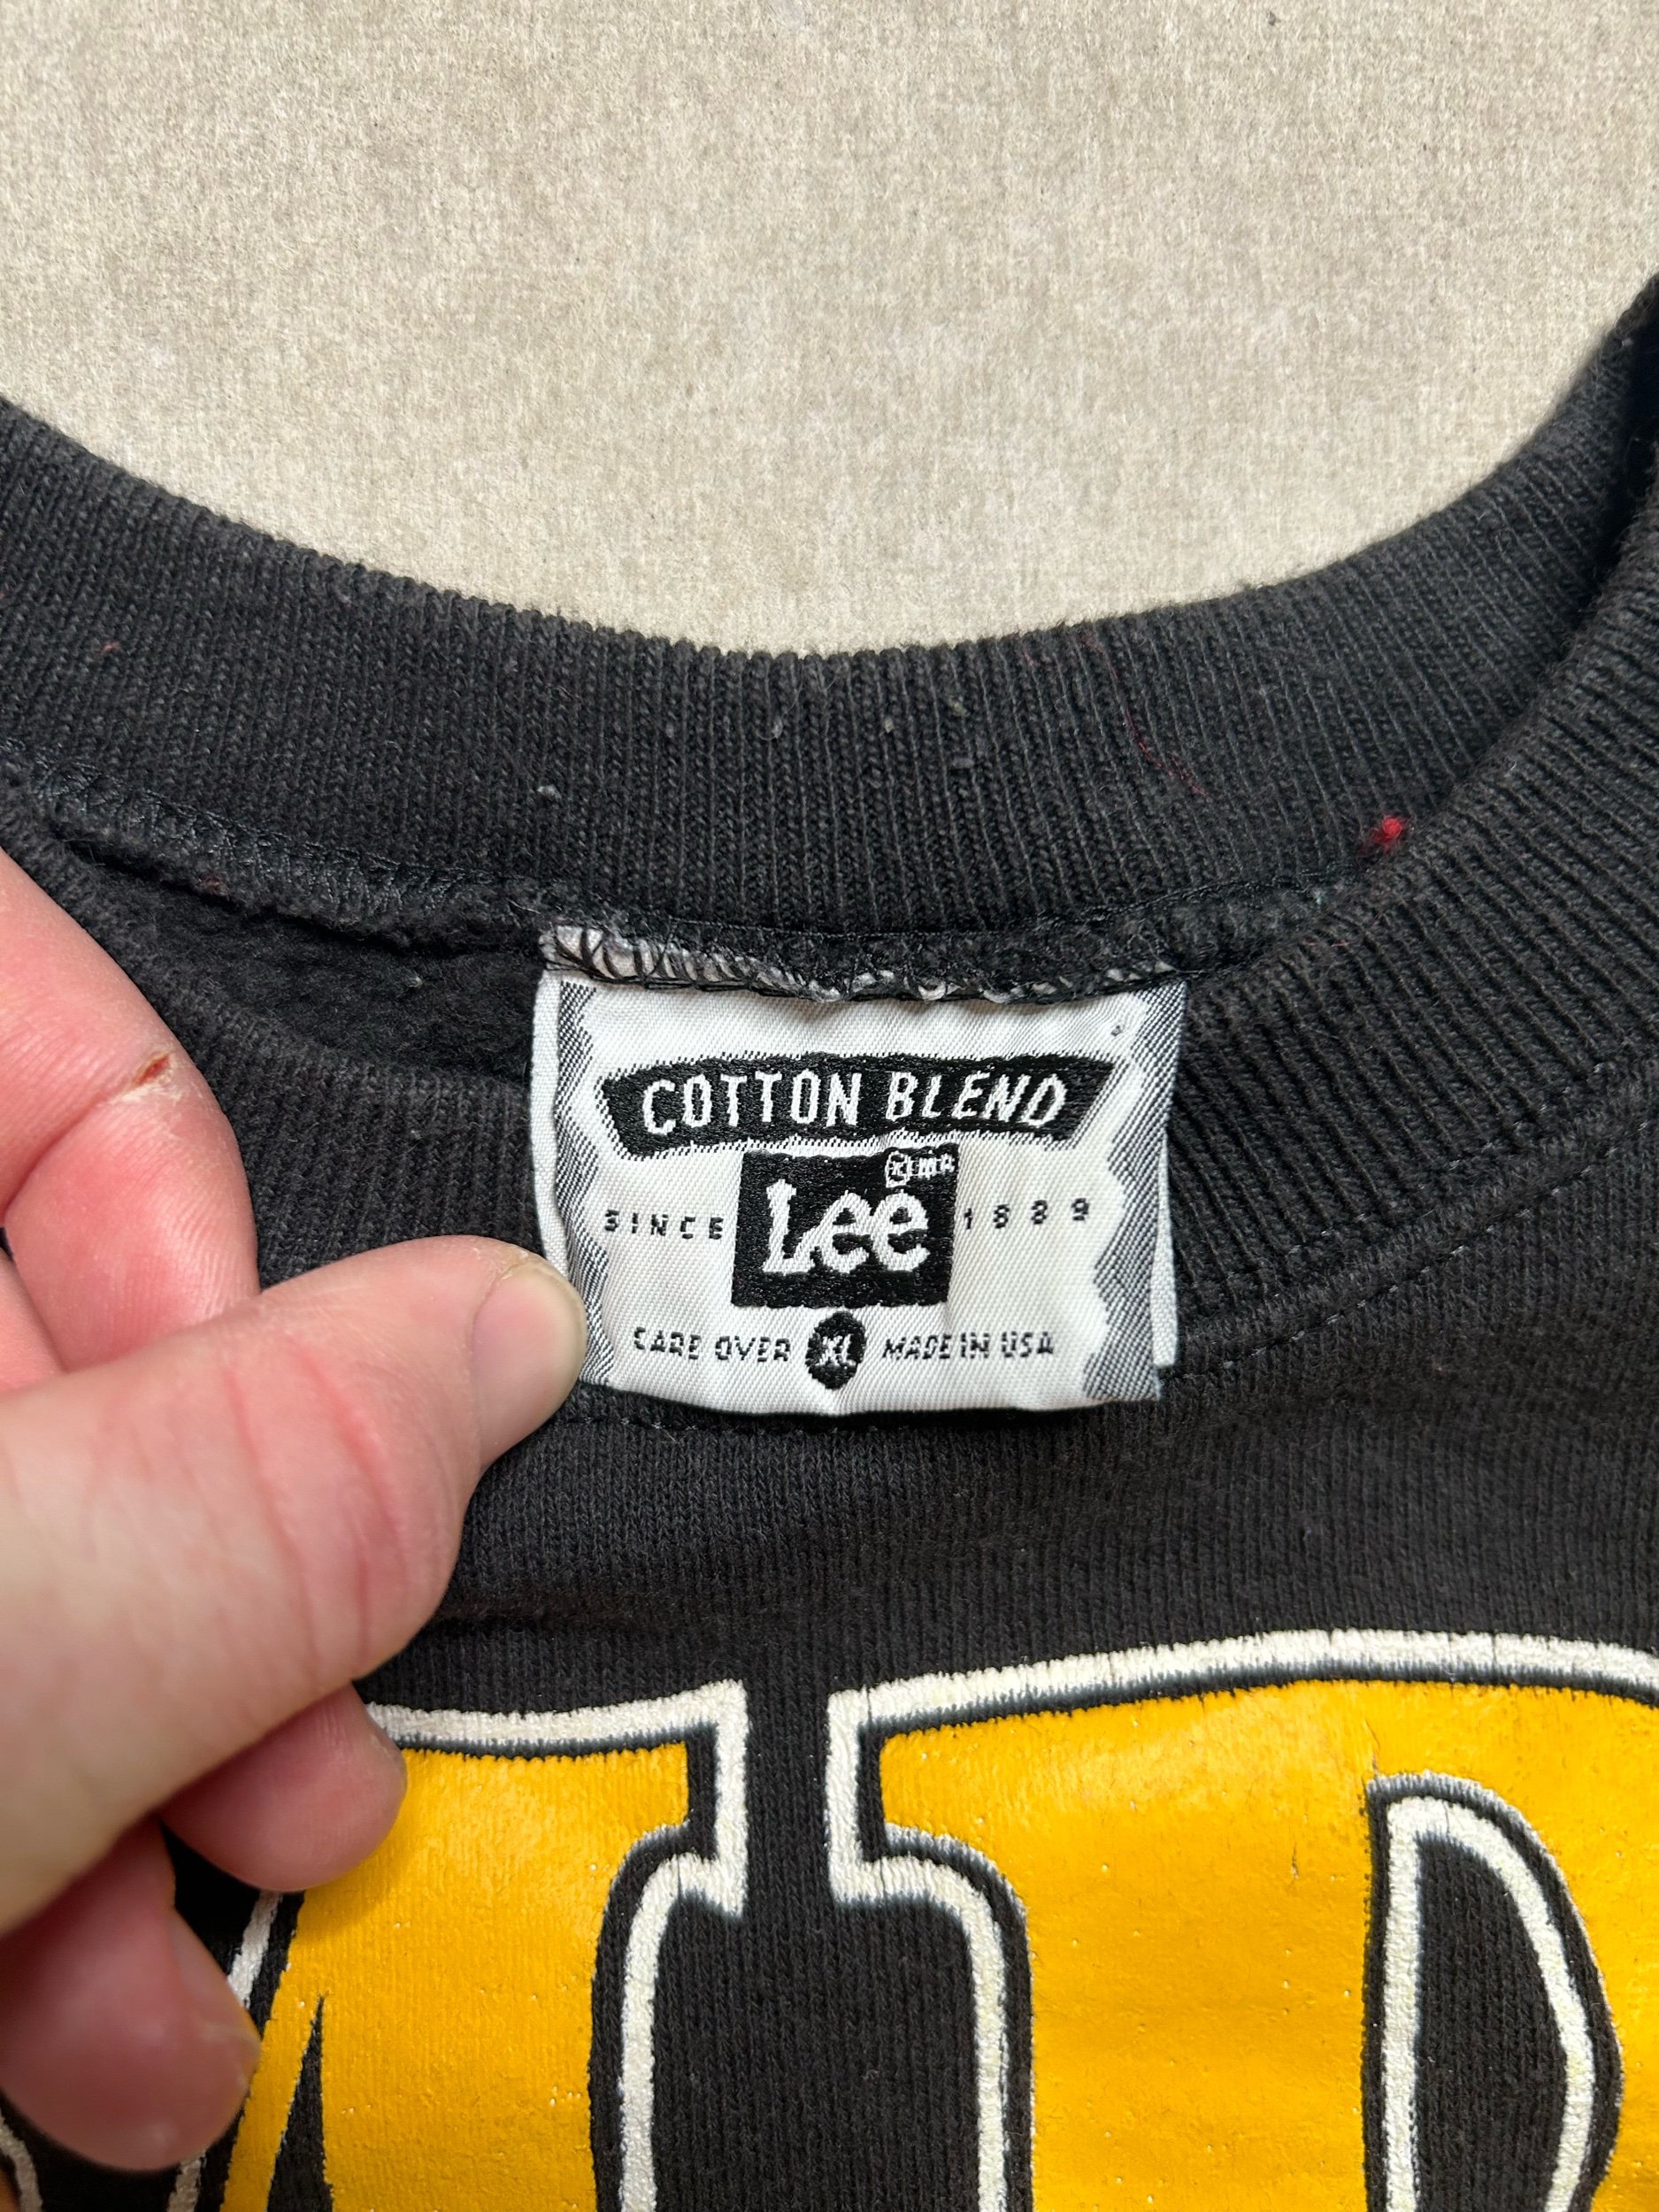 COTTON BLEND
Lee
SINCE 1889
CARE OVER XL MADE IN USA